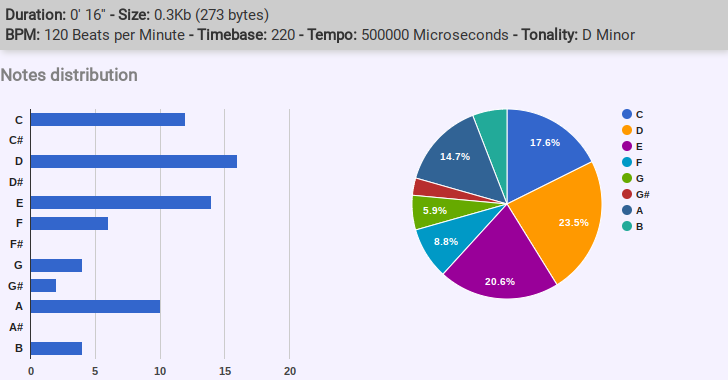 Duration: 0' 16" - Size: 0.3Kb (273 bytes)
BPM: 120 Beats per Minute - Timebase: 220 - Tempo: 500000 Microseconds - Tonality: D Minor
Notes distribution
C
C#
D
D#
E
F
F#
G
G#
A
A#
B
0 5 10 15 20
17.6%
23.5%
20.6%
8.8%
5.9%
14.7%
C
D
E
F
G
G#
A
B